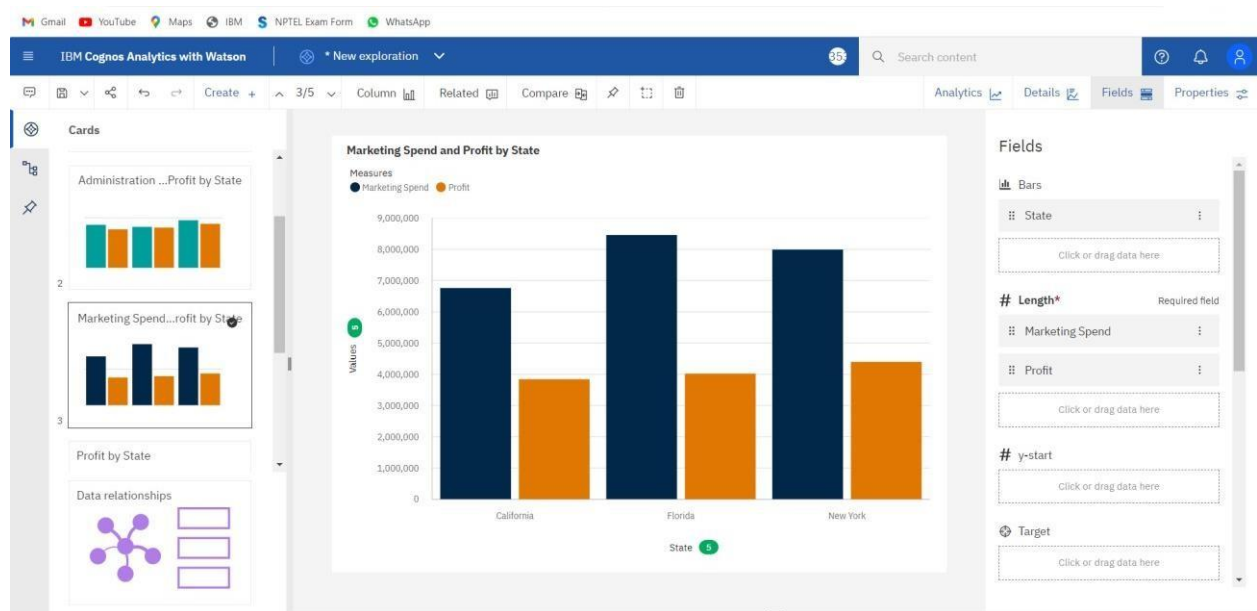 Gmail YouTube Maps IBM NPTEL Exam Form WhatsApp
IBM Cognos Analytics with Watson * New exploration Search content
Create + 3/5 Column Related Compare Analytics Details Fields Properties
Cards
Administration ...Profit by State
2
Marketing Spend...rofit by State
3
Profit by State
Data relationships
Marketing Spend and Profit by State
Measures
Marketing Spend Profit
9,000,000
8,000,000
7,000,000
6,000,000
5,000,000
4,000,000
3,000,000
2,000,000
1,000,000
0
Values 5
California Florida New York
State 5
Fields
Bars
State
Click or drag data here
# Length* Required field
Marketing Spend
Profit
Click or drag data here
# y-start
Click or drag data here
Target
Click or drag data here